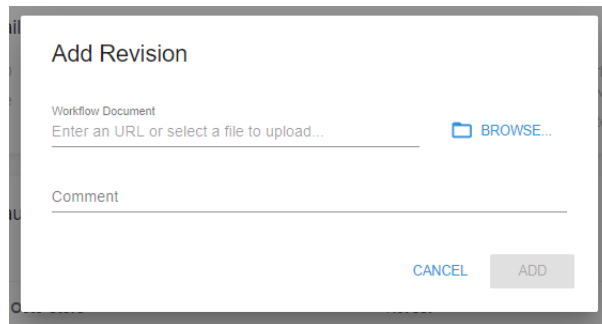 Add Revision
Workflow Document
Enter an URL or select a file to upload...
BROWSE...
Comment
CANCEL
ADD